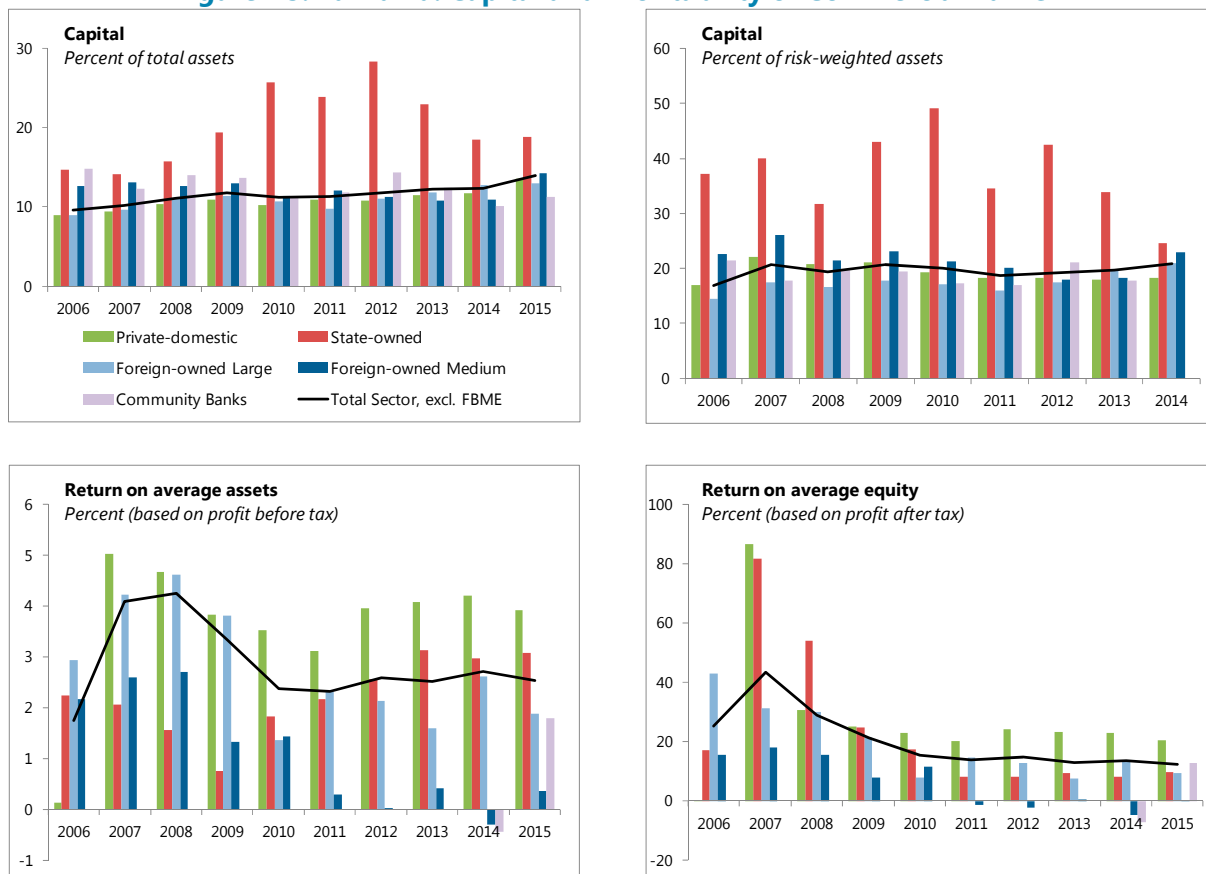 Capital
Percent of total assets
30
20
10
0
2006 2007 2008 2009 2010 2011 2012 2013 2014 2015
Private-domestic State-owned
Foreign-owned Large Foreign-owned Medium
Community Banks Total Sector, excl. FBME
Capital
Percent of risk-weighted assets
60
50
40
30
20
10
0
2006 2007 2008 2009 2010 2011 2012 2013 2014
Return on average assets
Percent (based on profit before tax)
6
5
4
3
2
1
0
-1
2006 2007 2008 2009 2010 2011 2012 2013 2014 2015
Return on average equity
Percent (based on profit after tax)
100
80
60
40
20
0
-20
2006 2007 2008 2009 2010 2011 2012 2013 2014 2015